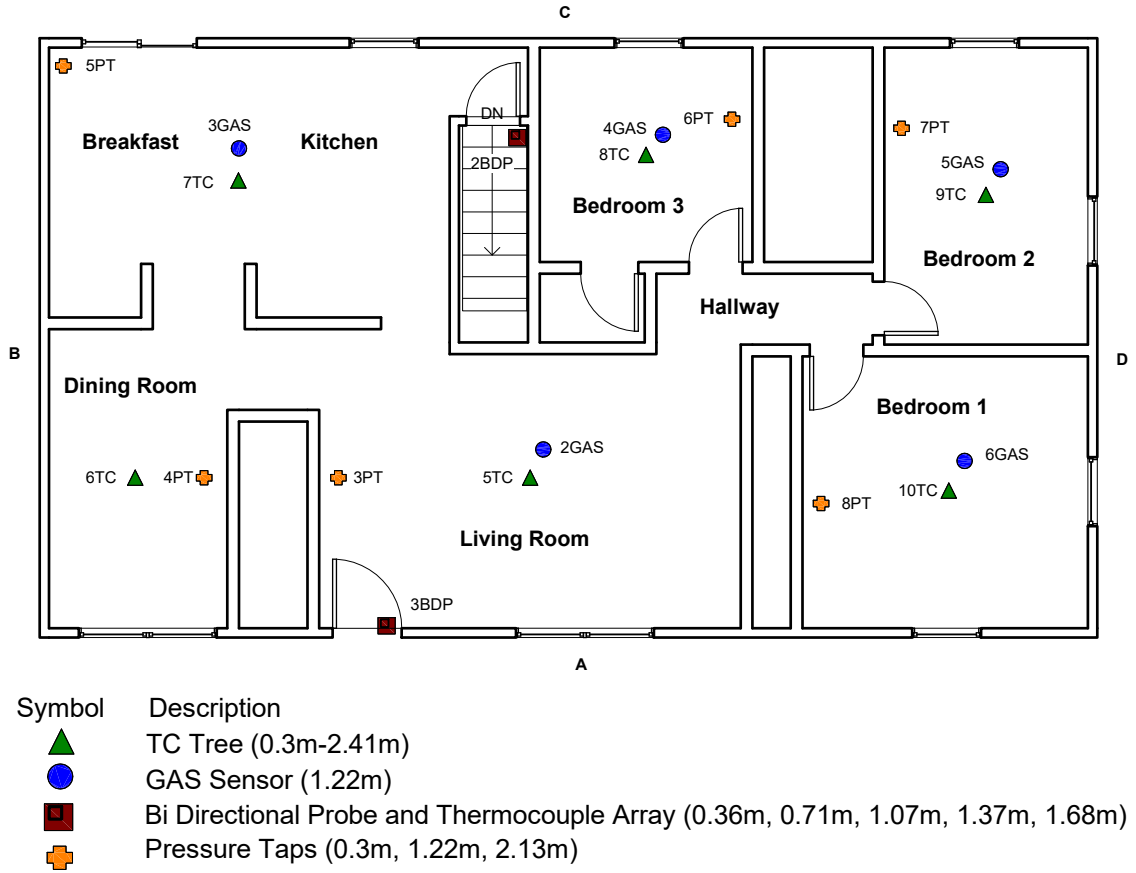 C
5PT
3GAS
Breakfast
Kitchen
7TC
DN
2BDP
4GAS
6PT
8TC
Bedroom 3
7PT
5GAS
9TC
Bedroom 2
Hallway
B
D
Dining Room
Bedroom 1
6TC
4PT
3PT
5TC
2GAS
6GAS
10TC
8PT
Living Room
3BDP
A
Symbol Description
TC Tree (0.3m-2.41m)
GAS Sensor (1.22m)
Bi Directional Probe and Thermocouple Array (0.36m, 0.71m, 1.07m, 1.37m, 1.68m)
Pressure Taps (0.3m, 1.22m, 2.13m)